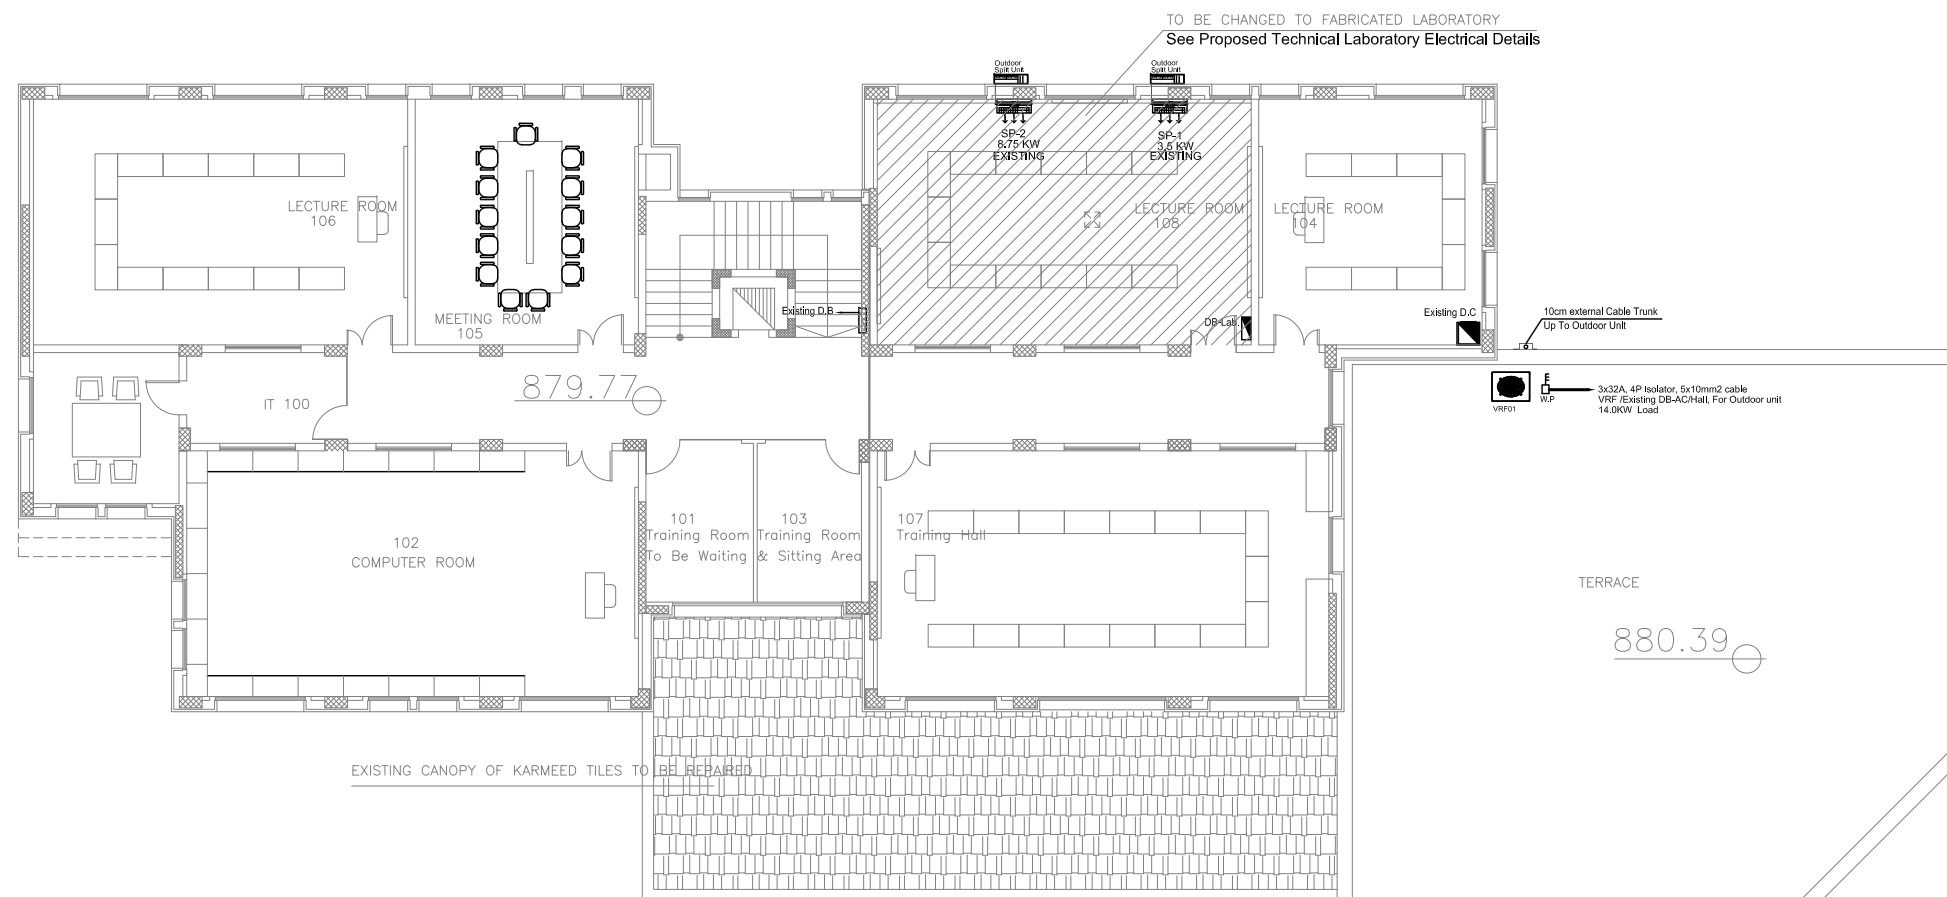 TO BE CHANGED TO FABRICATED LABORATORY
See Proposed Technical Laboratory Electrical Details
Outdoor
Split Unit
Outdoor
Split Unit
SP-2
8.75 KW
EXISTING
SP-1
3.5 KW
EXISTING
LECTURE ROOM
106
LECTURE ROOM
108
LECTURE ROOM
104
MEETING ROOM
105
Existing D.B
DB-Lab.
Existing D.C
10cm external Cable Trunk
Up To Outdoor Unit
IT 100
879.77
VRF01
E
W.P
3x32A, 4P Isolator, 5x10mm2 cable
VRF /Existing DB-AC/Hall, For Outdoor unit
14.0KW Load
102
COMPUTER ROOM
101
Training Room
To Be Waiting
103
Training Room
& Sitting Area
107
Training Hall
TERRACE
880.39
EXISTING CANOPY OF KARMEED TILES TO BE REPAIRED